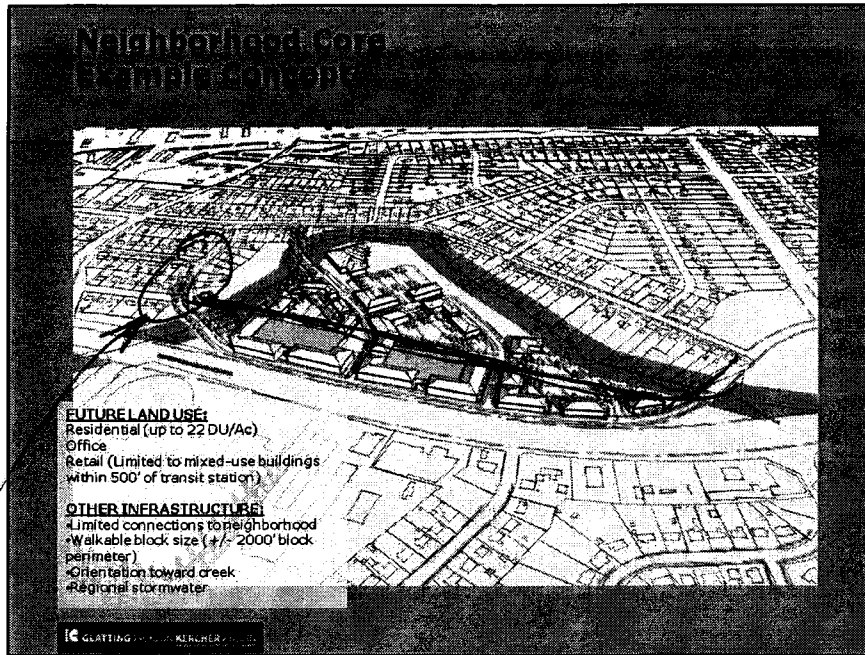 Neighborhood Core
Example Concept
FUTURE LAND USE:
Residential (up to 22 DU/Ac)
Office
Retail (Limited to mixed-use buildings
within 500' of transit station)
OTHER INFRASTRUCTURE:
•Limited connections to neighborhood
•Walkable block size (+/- 2000' block
perimeter)
•Orientation toward creek
•Regional stormwater
GLATTING KERCHER